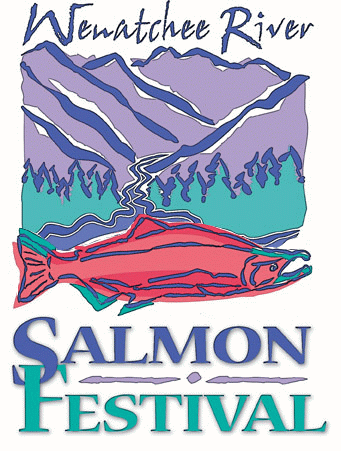 Wenatchee River
SALMON
FESTIVAL